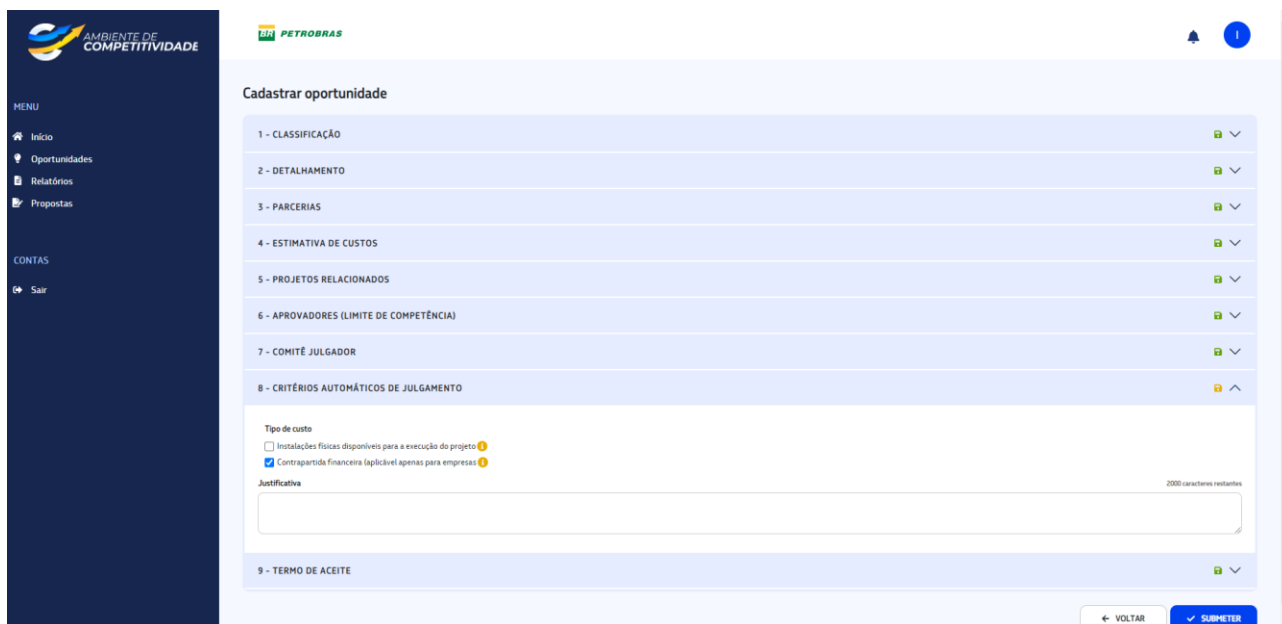 AMBIENTE DE
COMPETITIVIDADE
BR PETROBRAS
I
MENU
Início
Oportunidades
Relatórios
Propostas
CONTAS
Sair
Cadastrar oportunidade
1 - CLASSIFICAÇÃO
2 - DETALHAMENTO
3 - PARCERIAS
4 - ESTIMATIVA DE CUSTOS
5 - PROJETOS RELACIONADOS
6 - APROVADORES (LIMITE DE COMPETÊNCIA)
7 - COMITÊ JULGADOR
8 - CRITÉRIOS AUTOMÁTICOS DE JULGAMENTO
Tipo de custo
Instalações físicas disponíveis para a execução do projeto
Contrapartida financeira (aplicável apenas para empresas
Justificativa 2000 caracteres restantes
9 - TERMO DE ACEITE
VOLTAR SUBMETER